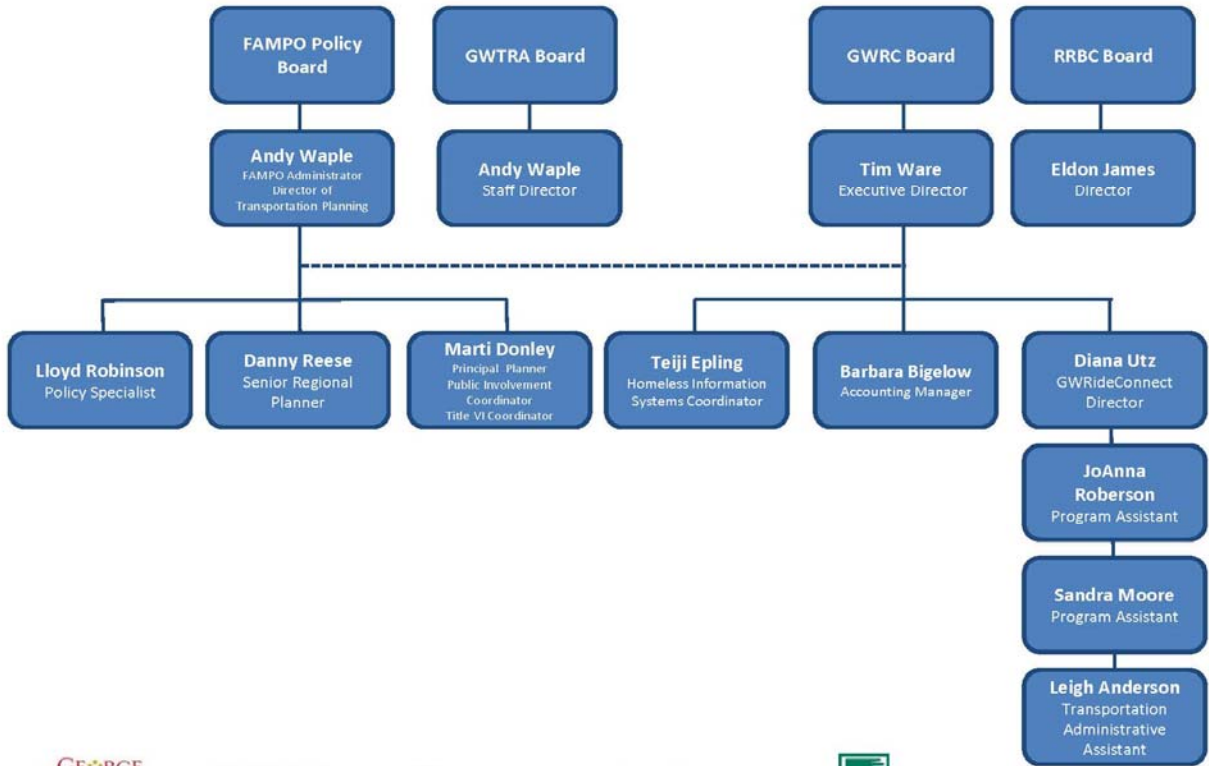 FAMPO Policy
Board
GWTRA Board
GWRC Board
RRBC Board
Andy Waple
FAMPO Administrator
Director of
Transportation Planning
Andy Waple
Staff Director
Tim Ware
Executive Director
Eldon James
Director
Lloyd Robinson
Policy Specialist
Danny Reese
Senior Regional
Planner
Marti Donley
Principal Planner
Public Involvement
Coordinator
Title VI Coordinator
Teiji Epling
Homeless Information
Systems Coordinator
Barbara Bigelow
Accounting Manager
Diana Utz
GWRideConnect
Director
JoAnna
Roberson
Program Assistant
Sandra Moore
Program Assistant
Leigh Anderson
Transportation
Administrative
Assistant